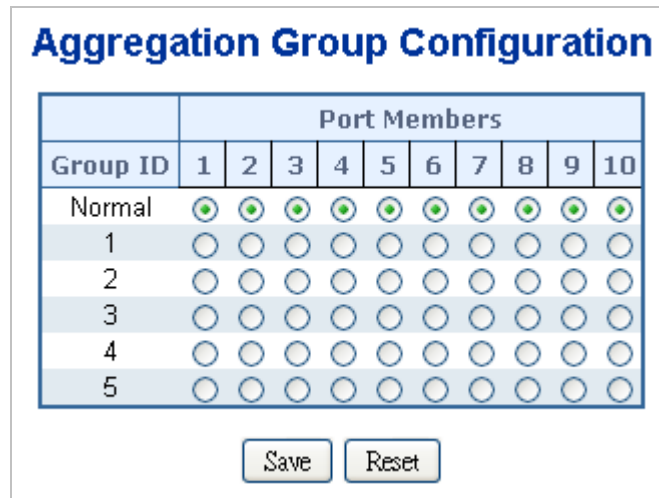 Aggregation Group Configuration
Port Members
Group ID 1 2 3 4 5 6 7 8 9 10
Normal
1
2
3
4
5
Save Reset